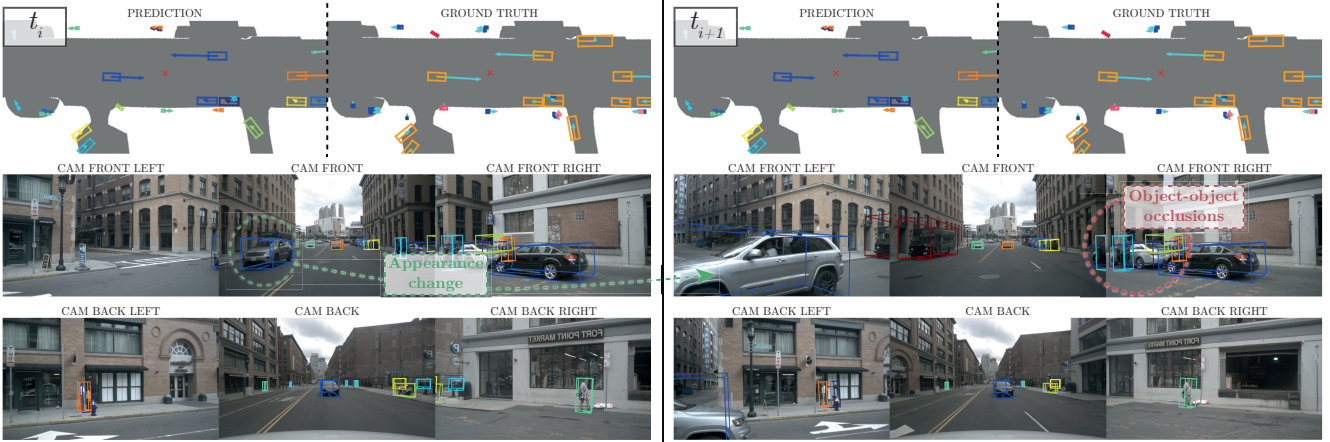 t_i
PREDICTION
GROUND TRUTH
CAM FRONT LEFT
CAM FRONT
CAM FRONT RIGHT
Appearance
change
CAM BACK LEFT
CAM BACK
CAM BACK RIGHT
FORT POINT MARKET
t_{i+1}
PREDICTION
GROUND TRUTH
CAM FRONT LEFT
CAM FRONT
CAM FRONT RIGHT
Object-object
occlusions
CAM BACK LEFT
CAM BACK
CAM BACK RIGHT
FORT POINT MARKET